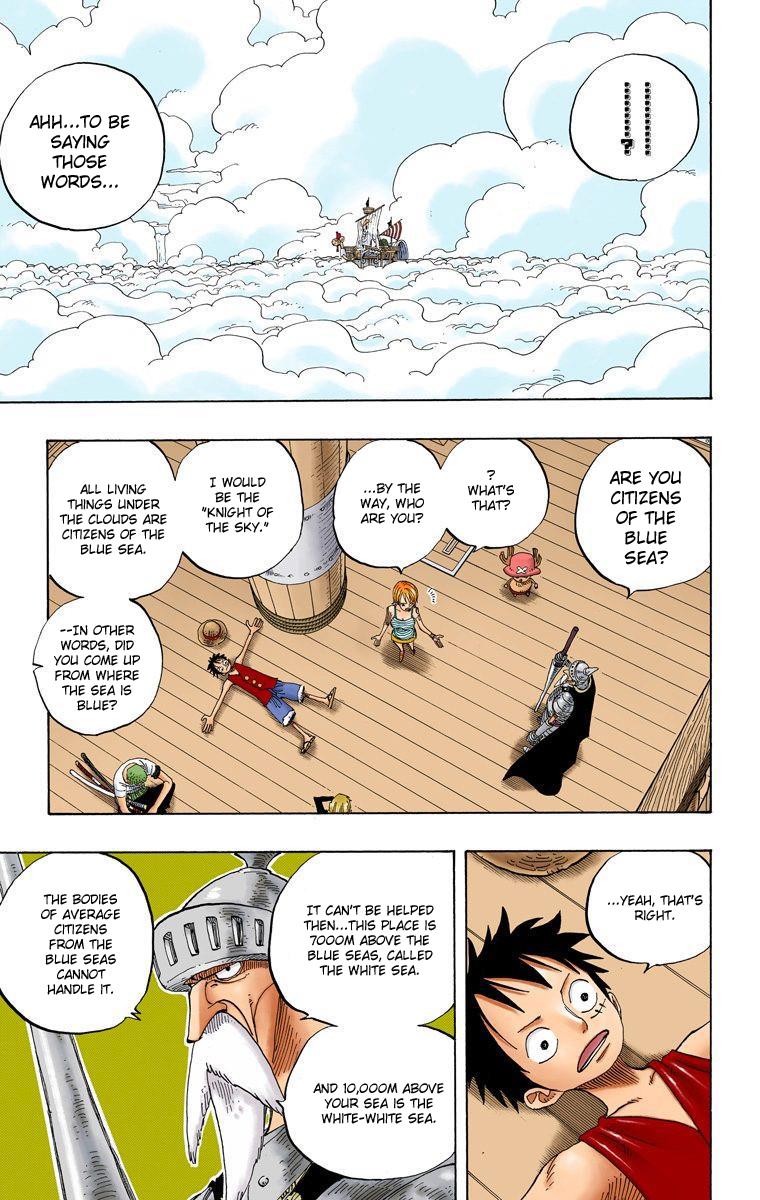 !!
?
AHH...TO BE
SAYING
THOSE
WORDS...
ARE YOU
CITIZENS
OF THE
BLUE
SEA?
?
WHAT'S
THAT?
...BY THE
WAY, WHO
ARE YOU?
I WOULD
BE THE
"KNIGHT OF
THE SKY."
ALL LIVING
THINGS UNDER
THE CLOUDS ARE
CITIZENS OF THE
BLUE SEA.
--IN OTHER
WORDS, DID
YOU COME UP
FROM WHERE
THE SEA IS
BLUE?
...YEAH, THAT'S
RIGHT.
IT CAN'T BE
HELPED
THEN...THIS PLACE IS
7000M ABOVE THE
BLUE SEAS, CALLED
THE WHITE SEA.
AND 10,000M ABOVE
YOUR SEA IS THE
WHITE-WHITE SEA.
THE BODIES
OF AVERAGE
CITIZENS
FROM THE
BLUE SEAS
CANNOT
HANDLE IT.